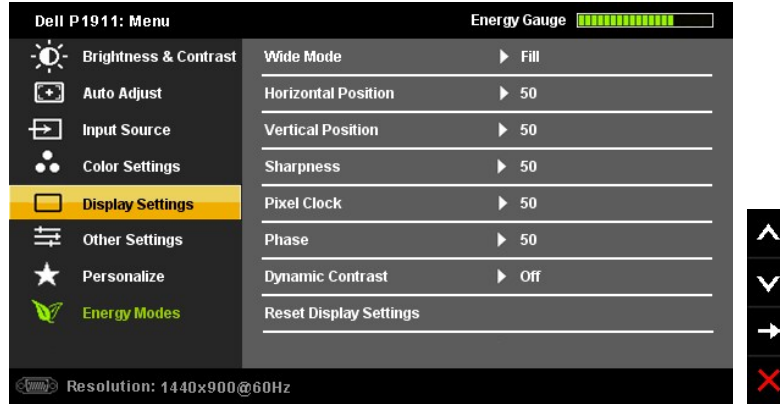 Dell P1911: Menu Energy Gauge
Brightness & Contrast Wide Mode Fill
Auto Adjust Horizontal Position 50
Input Source Vertical Position 50
Color Settings Sharpness 50
Display Settings Pixel Clock 50
Other Settings Phase 50
Personalize Dynamic Contrast Off
Energy Modes Reset Display Settings
Resolution: 1440x900@60Hz